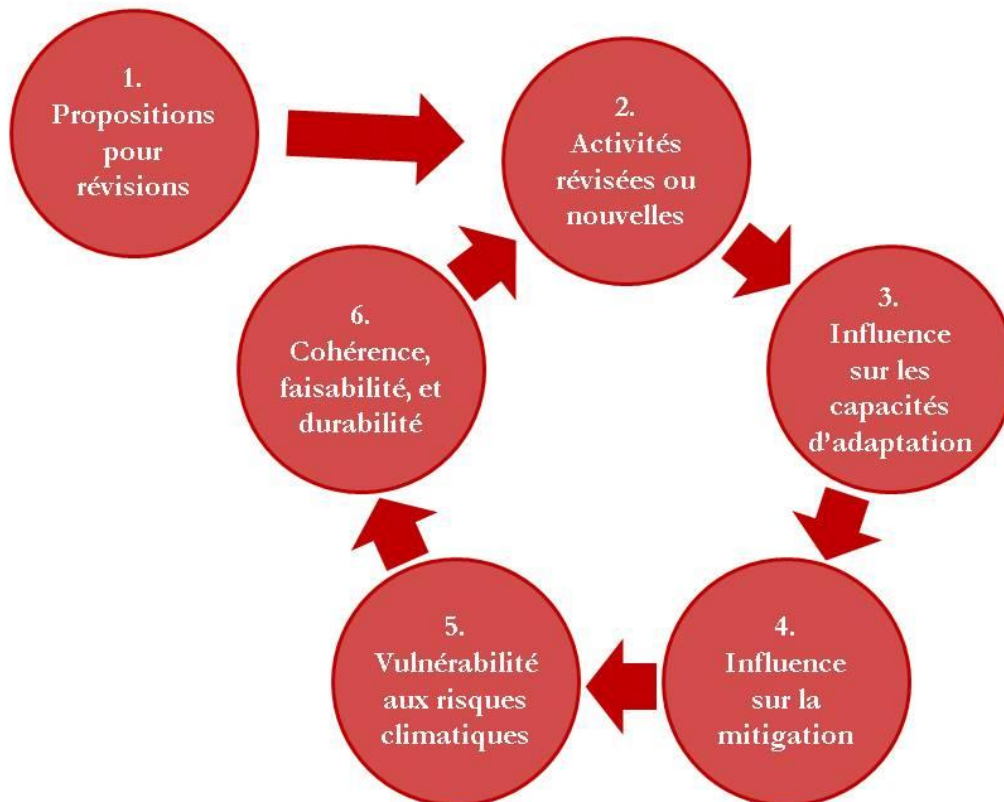 1.
Propositions
pour
révisions
2.
Activités
révisées ou
nouvelles
3.
Influence
sur les
capacités
d'adaptation
4.
Influence
sur la
mitigation
5.
Vulnérabilité
aux risques
climatiques
6.
Cohérence,
faisabilité, et
durabilité